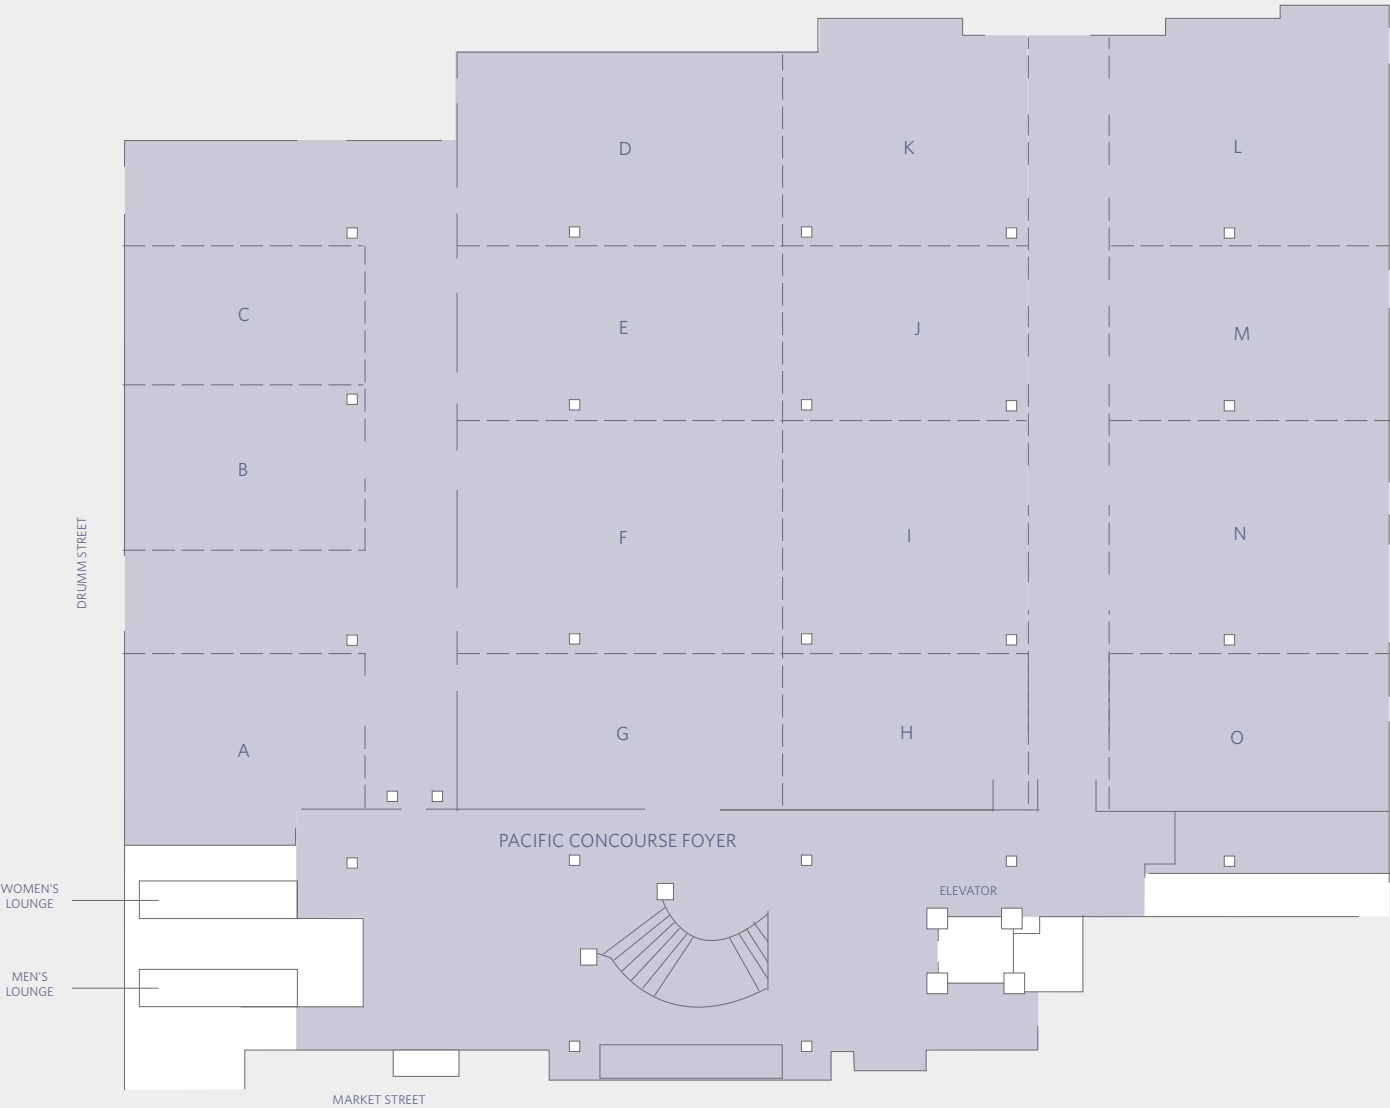 D
K
L
C
E
J
M
B
F
I
N
DRUMM STREET
A
G
H
O
PACIFIC CONCOURSE FOYER
WOMEN'S
LOUNGE
ELEVATOR
MEN'S
LOUNGE
MARKET STREET